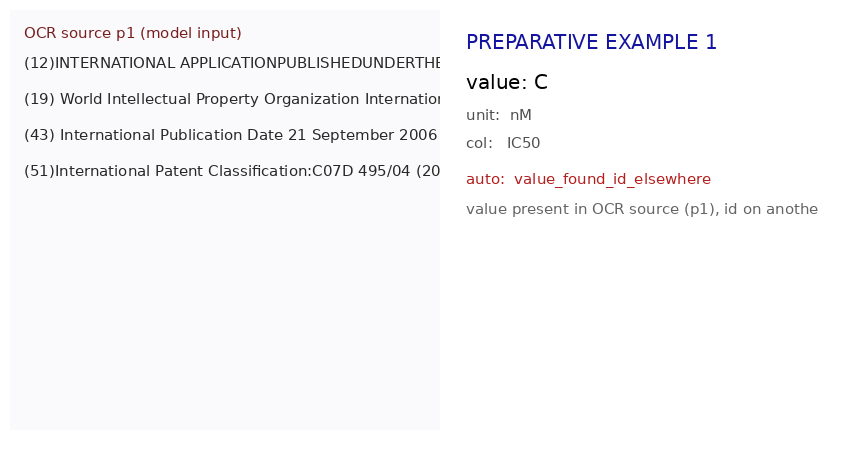 OCR source p1 (model input)
(12)INTERNATIONAL APPLICATIONPUBLISHEDUNDERTHE
(19) World Intellectual Property Organization Internation
(43) International Publication Date 21 September 2006
(51)International Patent Classification:C07D 495/04 (20
PREPARATIVE EXAMPLE 1
value: C
unit: nM
col: IC50
auto: value_found_id_elsewhere
value present in OCR source (p1), id on anothe